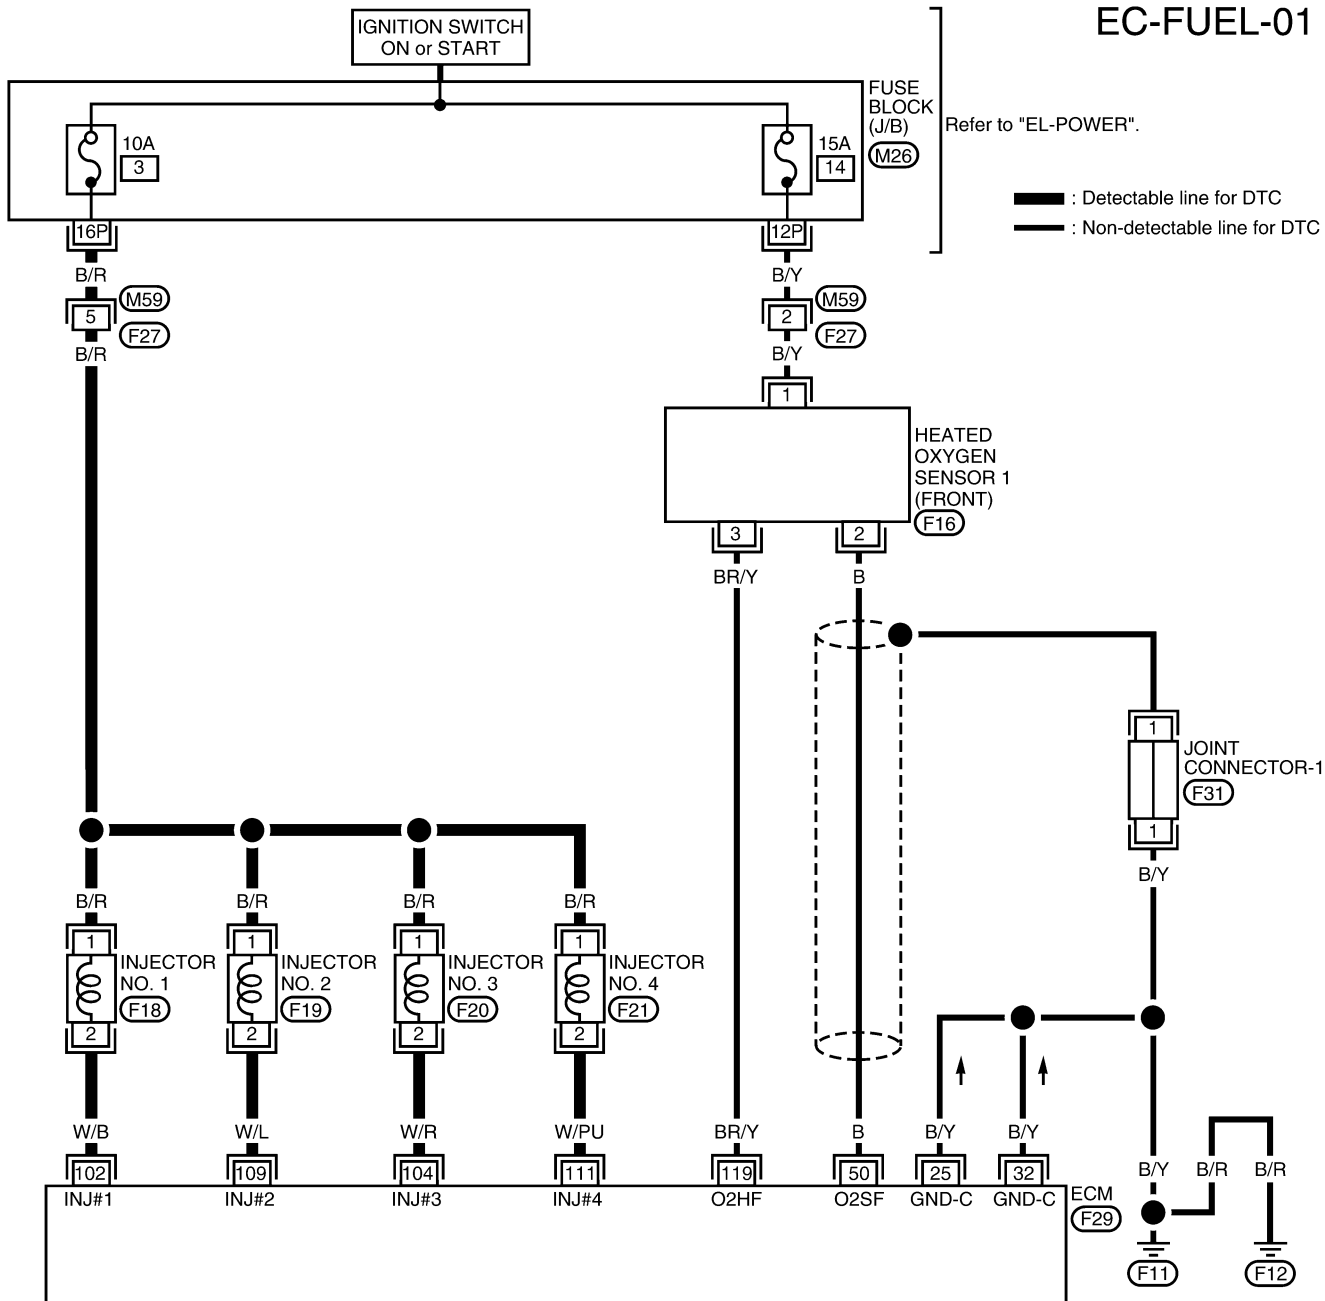 EC-FUEL-01
IGNITION SWITCH
ON or START
FUSE
BLOCK
(J/B)
M26
Refer to "EL-POWER".
10A
3
15A
14
: Detectable line for DTC
: Non-detectable line for DTC
16P
12P
B/R
B/Y
M59
5
F27
M59
2
F27
B/R
B/Y
1
HEATED
OXYGEN
SENSOR 1
(FRONT)
F16
3
2
BR/Y
B
1
JOINT
CONNECTOR-1
F31
1
B/Y
B/R
B/R
B/R
B/R
1
1
1
1
INJECTOR
NO. 1
F18
INJECTOR
NO. 2
F19
INJECTOR
NO. 3
F20
INJECTOR
NO. 4
F21
2
2
2
2
W/B
W/L
W/R
W/PU
BR/Y
B
B/Y
B/Y
B/Y
B/R
B/R
102
109
104
111
119
50
25
32
INJ#1
INJ#2
INJ#3
INJ#4
O2HF
O2SF
GND-C
GND-C
ECM
F29
F11
F12